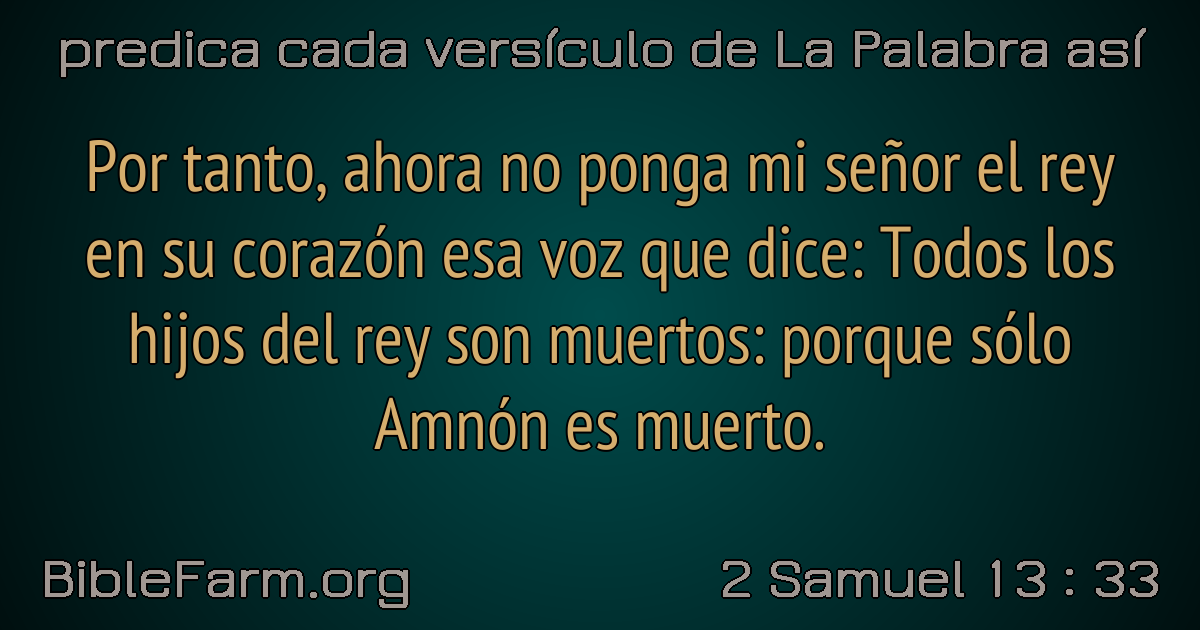 predica cada versículo de La Palabra así
Por tanto, ahora no ponga mi señor el rey
en su corazón esa voz que dice: Todos los
hijos del rey son muertos: porque sólo
Amnón es muerto.
BibleFarm.org
2 Samuel 13 : 33